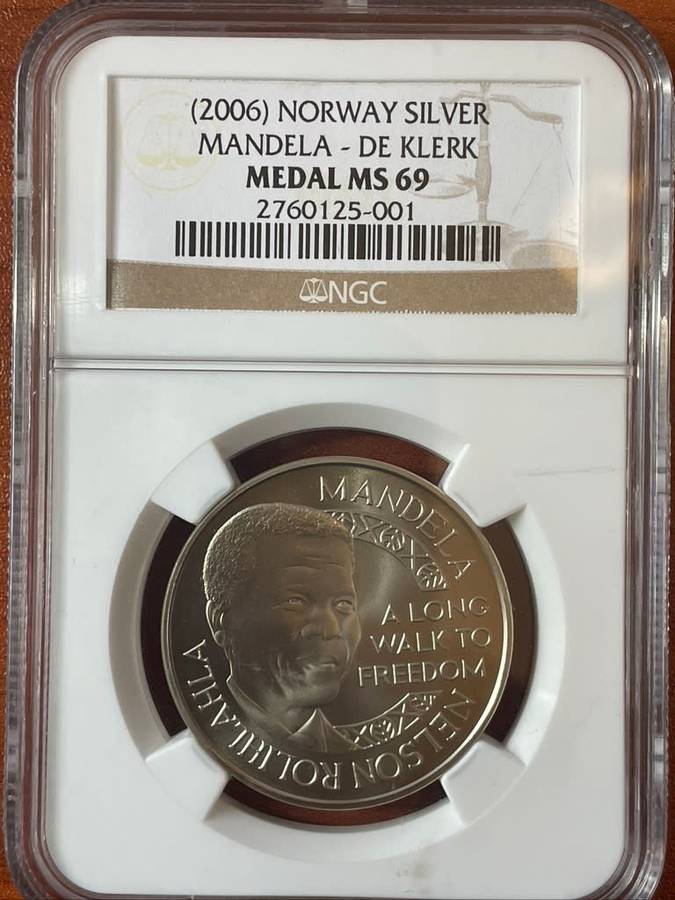 (2006) NORWAY SILVER
MANDELA - DE KLERK
MEDAL MS 69
2760125-001
NGC
MANDELA
A LONG
WALK TO
FREEDOM
NELSON ROLIHLAHLA